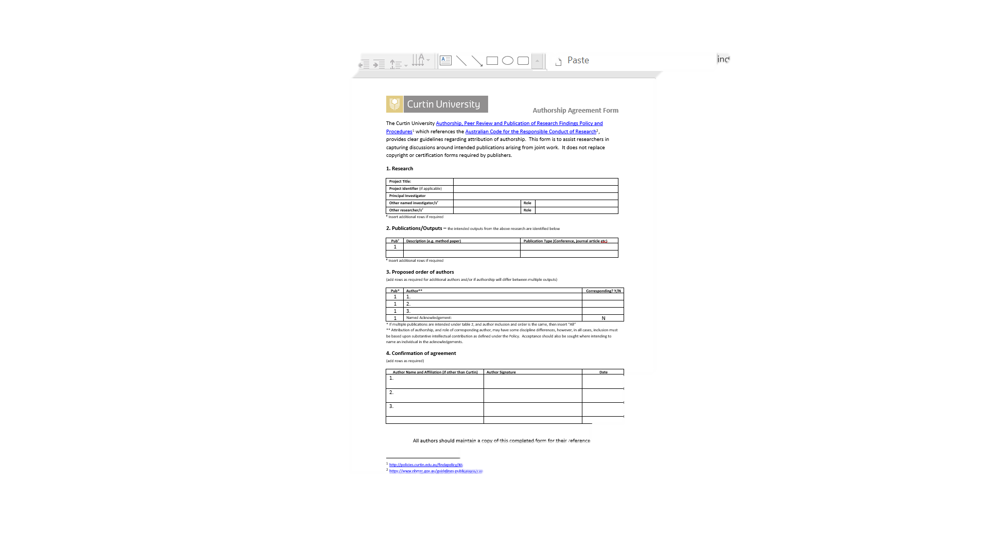 A
A
Paste
Curtin University
Authorship Agreement Form
The Curtin University Authorship, Peer Review and Publication of Research Findings Policy and
Procedures1 which references the Australian Code for the Responsible Conduct of Research2,
provides clear guidelines regarding attribution of authorship. This form is to assist researchers in
capturing discussions around intended publications arising from joint work. It does not replace
copyright or certification forms required by publishers.
1. Research
Project Title:
Project identifier (if applicable)
Principal Investigator
Other named investigator/s# Role
Other researcher/s# Role
# Insert additional rows if required
2. Publications/Outputs – the intended outputs from the above research are identified below
Pub# Description (e.g. method paper) Publication Type (Conference, journal article etc)
1
# Insert additional rows if required
3. Proposed order of authors
(add rows as required for additional authors and/or if authorship will differ between multiple outputs)
Pub* Author** Corresponding? Y/N
1 1.
1 2.
1 3.
1 Named Acknowledgement: N
* If multiple publications are intended under table 2, and author inclusion and order is the same, then insert "All"
** Attribution of authorship, and role of corresponding author, may have some discipline differences, however, in all cases, inclusion must
be based upon substantive intellectual contribution as defined under the Policy. Acceptance should also be sought where intending to
name an individual in the acknowledgements.
4. Confirmation of agreement
(add rows as required)
Author Name and Affiliation (if other than Curtin) Author Signature Date
1.
2.
3.
All authors should maintain a copy of this completed form for their reference
1 http://policies.curtin.edu.au/findapolicy/#A
2 https://www.nhmrc.gov.au/guidelines-publications/